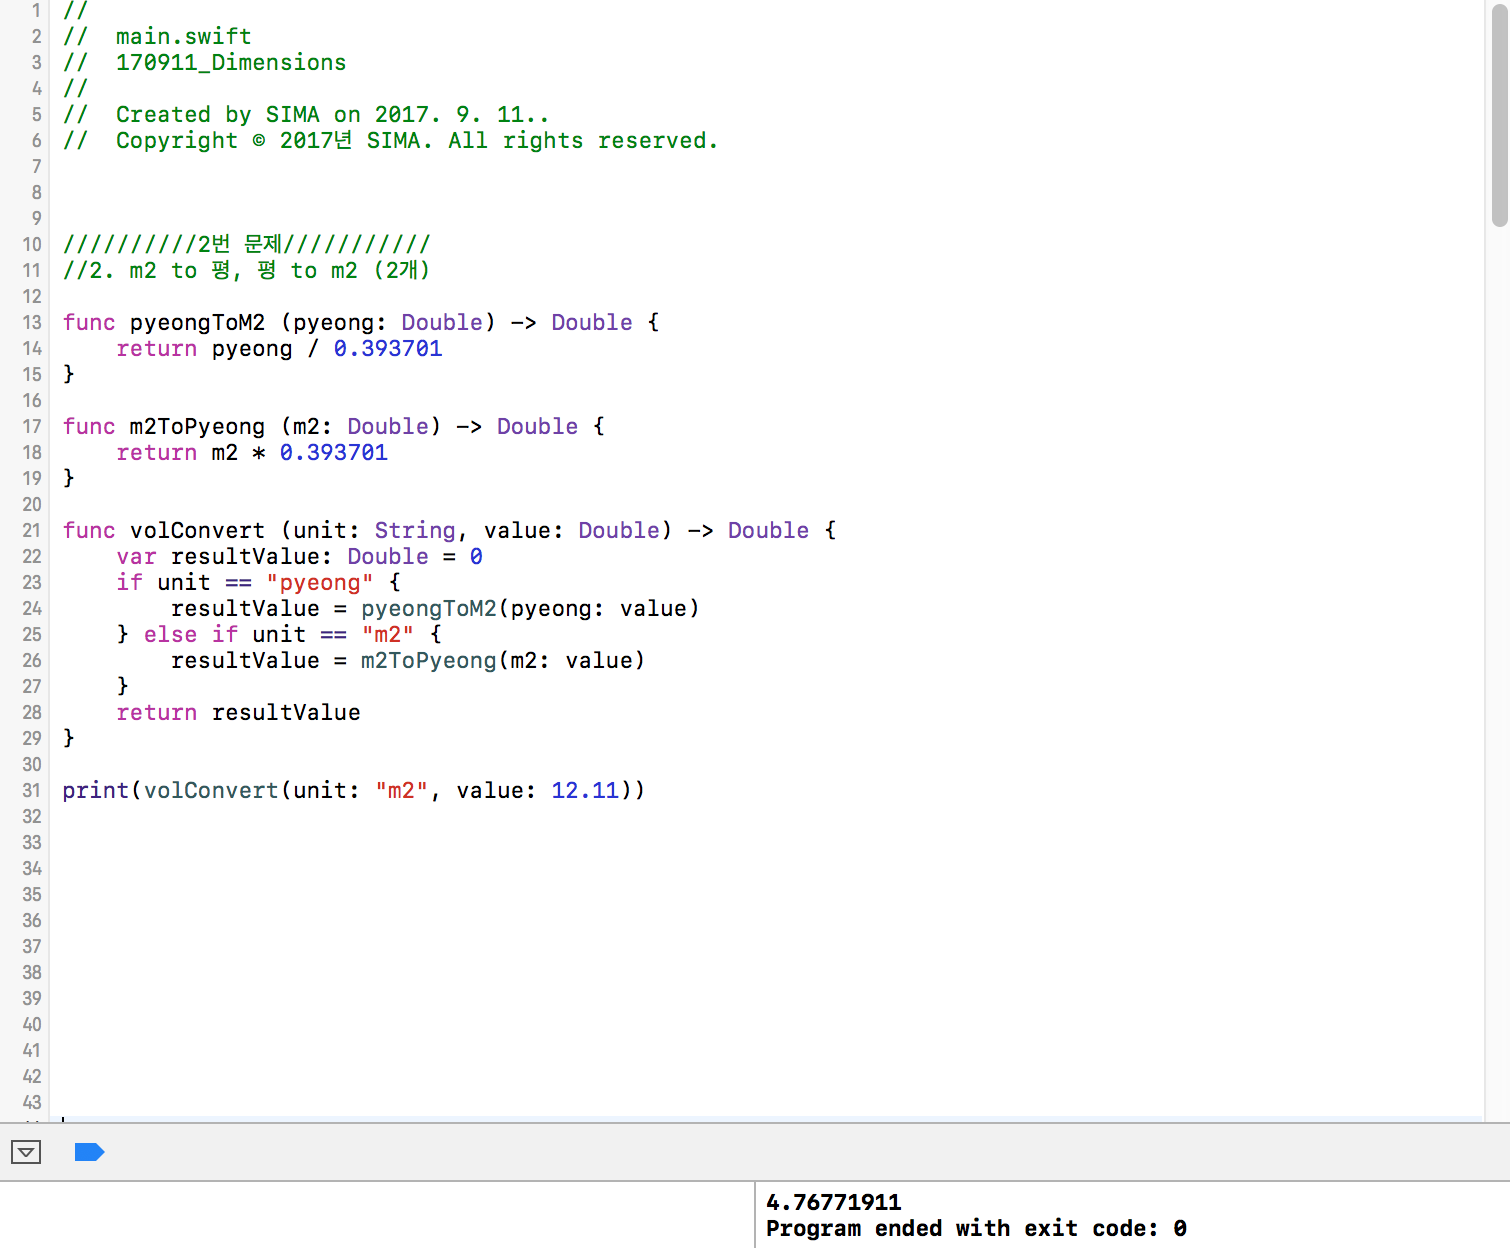 1 //
2 //  main.swift
3 //  170911_Dimensions
4 //
5 //  Created by SIMA on 2017. 9. 11..
6 //  Copyright © 2017년 SIMA. All rights reserved.
7
8
9
10 //////////2번 문제///////////
11 //2. m2 to 평, 평 to m2 (2개)
12
13 func pyeongToM2 (pyeong: Double) -> Double {
14     return pyeong / 0.393701
15 }
16
17 func m2ToPyeong (m2: Double) -> Double {
18     return m2 * 0.393701
19 }
20
21 func volConvert (unit: String, value: Double) -> Double {
22     var resultValue: Double = 0
23     if unit == "pyeong" {
24         resultValue = pyeongToM2(pyeong: value)
25     } else if unit == "m2" {
26         resultValue = m2ToPyeong(m2: value)
27     }
28     return resultValue
29 }
30
31 print(volConvert(unit: "m2", value: 12.11))
32
33
34
35
36
37
38
39
40
41
42
43
4.76771911
Program ended with exit code: 0